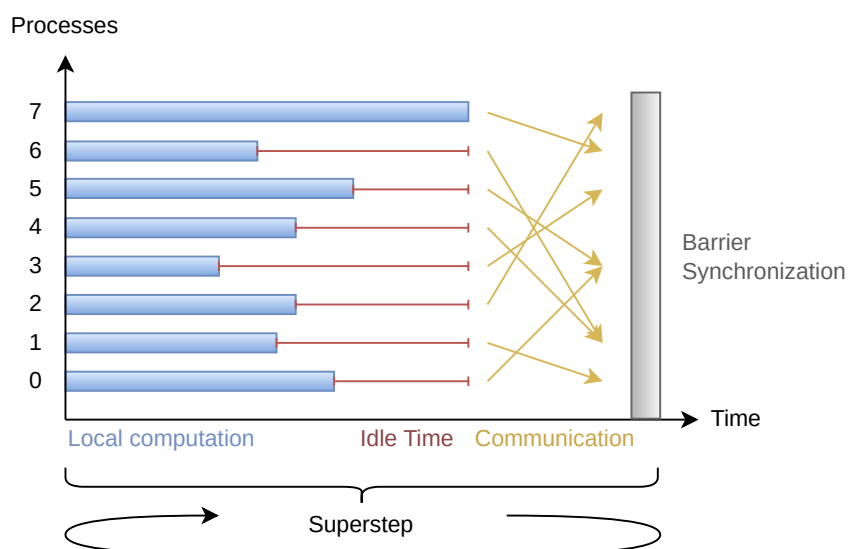 Processes
7
6
5
4
3
2
1
0
Barrier
Synchronization
Time
Local computation
Idle Time
Communication
Superstep